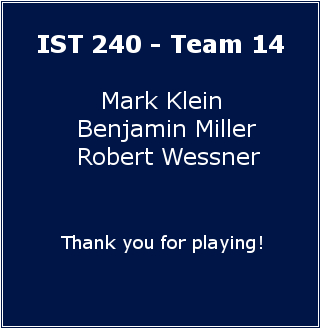 IST 240 - Team 14
Mark Klein
Benjamin Miller
Robert Wessner
Thank you for playing!